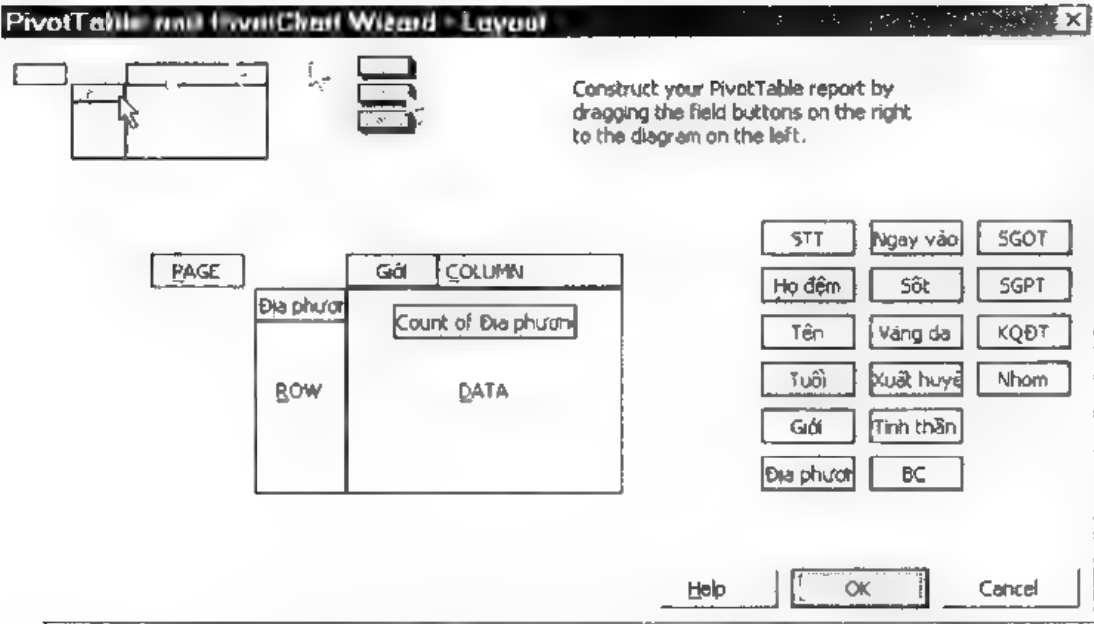 PivotTable and PivotChart Wizard - Layout
Construct your PivotTable report by
dragging the field buttons on the right
to the diagram on the left.
STT Ngay vào SGOT
PAGE Giới COLUMN
Họ đệm Sốt SGPT
Địa phươn
Count of Địa phươn
Tên Vàng da KQĐT
ROW DATA
Tuổi Xuất huyế Nhom
Giới Tinh thần
Địa phươn BC
Help OK Cancel